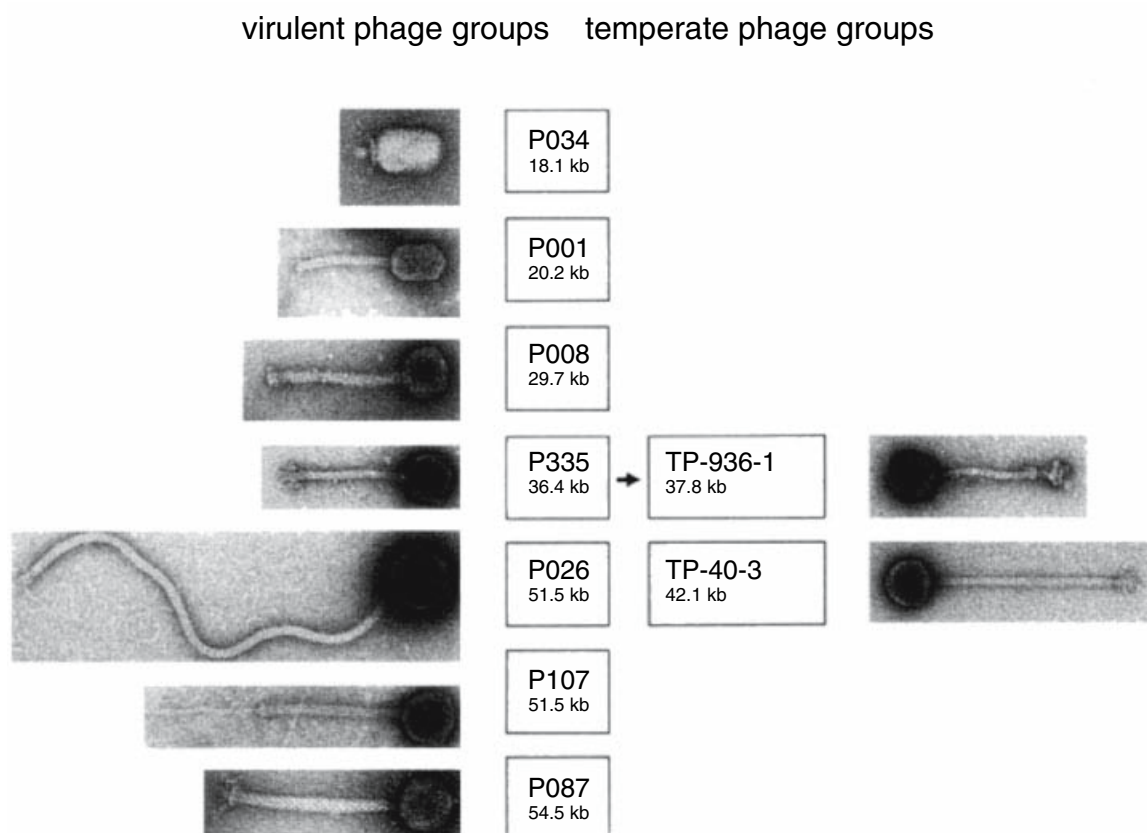 virulent phage groups temperate phage groups
P034
18.1 kb
P001
20.2 kb
P008
29.7 kb
P335
36.4 kb
TP-936-1
37.8 kb
P026
51.5 kb
TP-40-3
42.1 kb
P107
51.5 kb
P087
54.5 kb